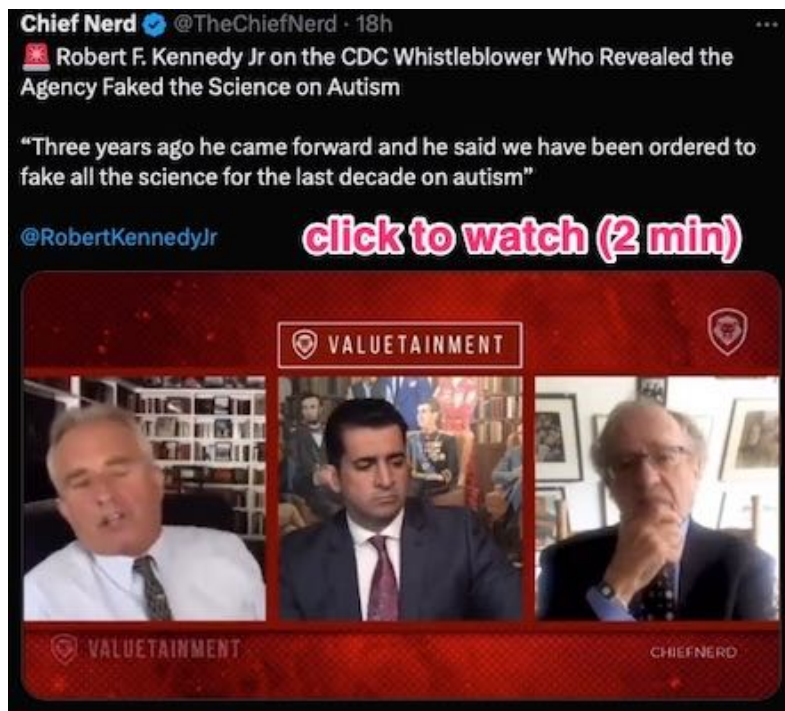 Chief Nerd @TheChiefNerd · 18h
🚨 Robert F. Kennedy Jr on the CDC Whistleblower Who Revealed the
Agency Faked the Science on Autism
“Three years ago he came forward and he said we have been ordered to
fake all the science for the last decade on autism”
@RobertKennedyJr
click to watch (2 min)
VALUETAINMENT
VALUETAINMENT
CHIEFNERD